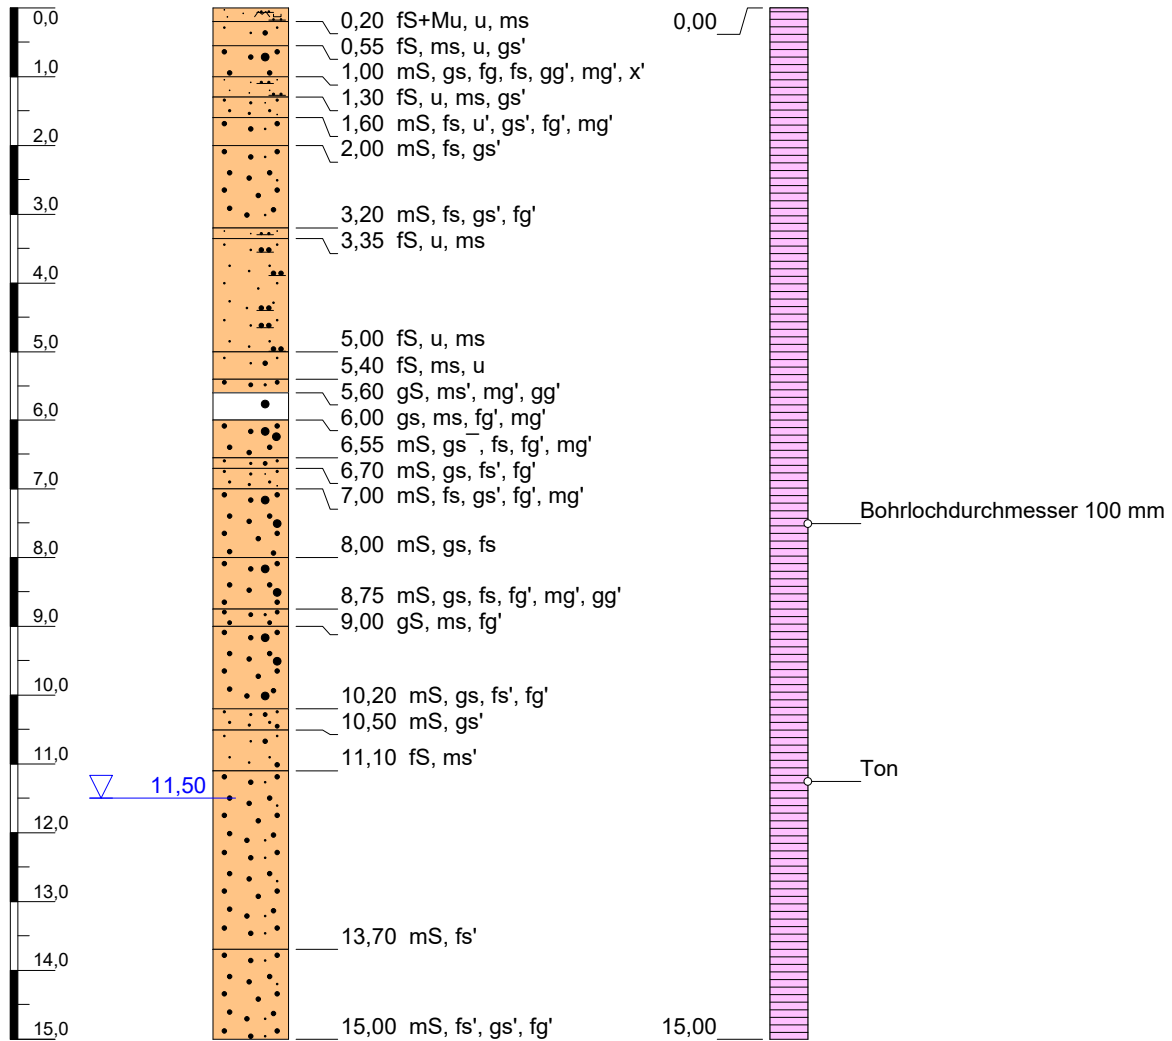 0,0
1,0
2,0
3,0
4,0
5,0
6,0
7,0
8,0
9,0
10,0
11,0
12,0
13,0
14,0
15,0
11,50
0,20 fS+Mu, u, ms
0,55 fS, ms, u, gs'
1,00 mS, gs, fg, fs, gg', mg', x'
1,30 fS, u, ms, gs'
1,60 mS, fs, u', gs', fg', mg'
2,00 mS, fs, gs'
3,20 mS, fs, gs', fg'
3,35 fS, u, ms
5,00 fS, u, ms
5,40 fS, ms, u
5,60 gS, ms', mg', gg'
6,00 gs, ms, fg', mg'
6,55 mS, gs¯, fs, fg', mg'
6,70 mS, gs, fs', fg'
7,00 mS, fs, gs', fg', mg'
8,00 mS, gs, fs
8,75 mS, gs, fs, fg', mg', gg'
9,00 gS, ms, fg'
10,20 mS, gs, fs', fg'
10,50 mS, gs'
11,10 fS, ms'
13,70 mS, fs'
15,00 mS, fs', gs', fg'
0,00
Bohrlochdurchmesser 100 mm
Ton
15,00